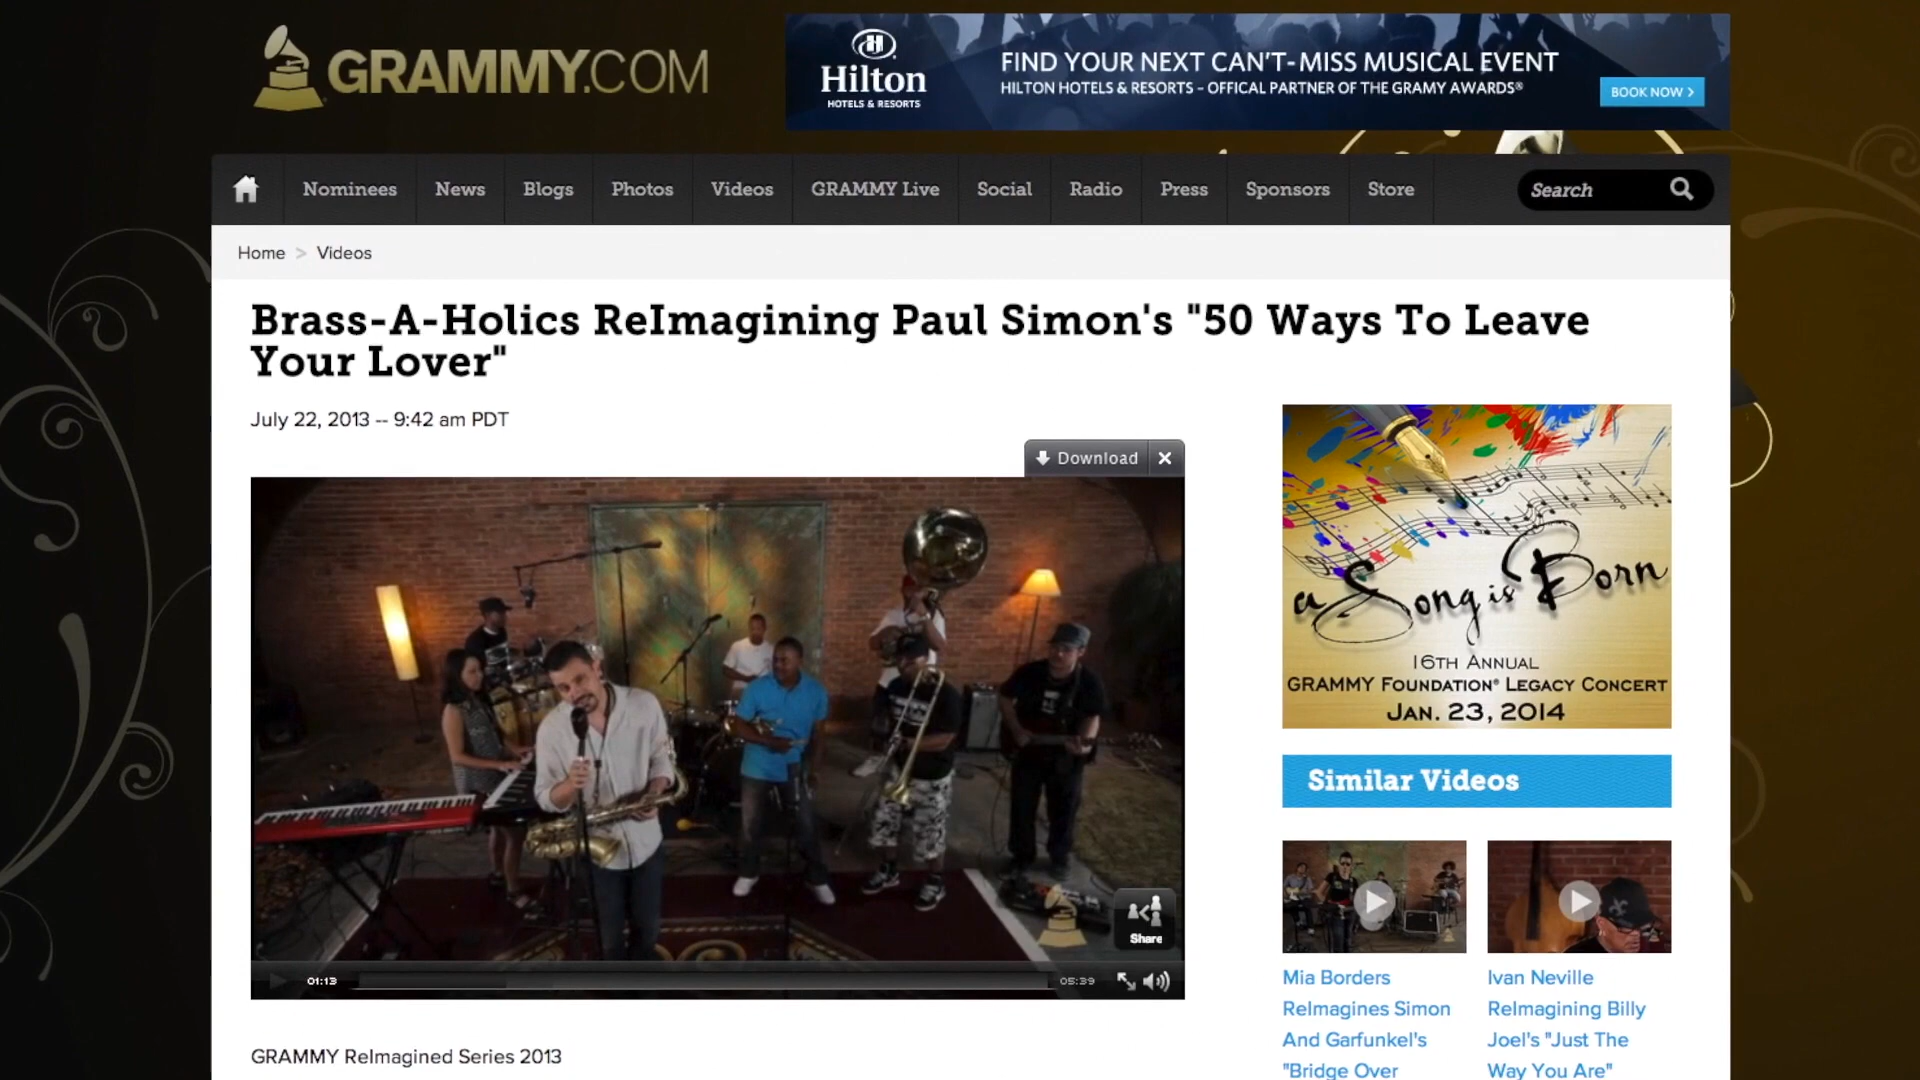 GRAMMY.COM
Hilton
HOTELS & RESORTS
FIND YOUR NEXT CAN'T-MISS MUSICAL EVENT
HILTON HOTELS & RESORTS - OFFICAL PARTNER OF THE GRAMY AWARDS®
BOOK NOW >
Nominees News Blogs Photos Videos GRAMMY Live Social Radio Press Sponsors Store Search
Home > Videos
Brass-A-Holics ReImagining Paul Simon's "50 Ways To Leave
Your Lover"
July 22, 2013 -- 9:42 am PDT
Download
Share
01:13
05:39
GRAMMY ReImagined Series 2013
a Song is Born
16TH ANNUAL
GRAMMY FOUNDATION® LEGACY CONCERT
JAN. 23, 2014
Similar Videos
Mia Borders
ReImagines Simon
And Garfunkel's
"Bridge Over
Ivan Neville
ReImagining Billy
Joel's "Just The
Way You Are"